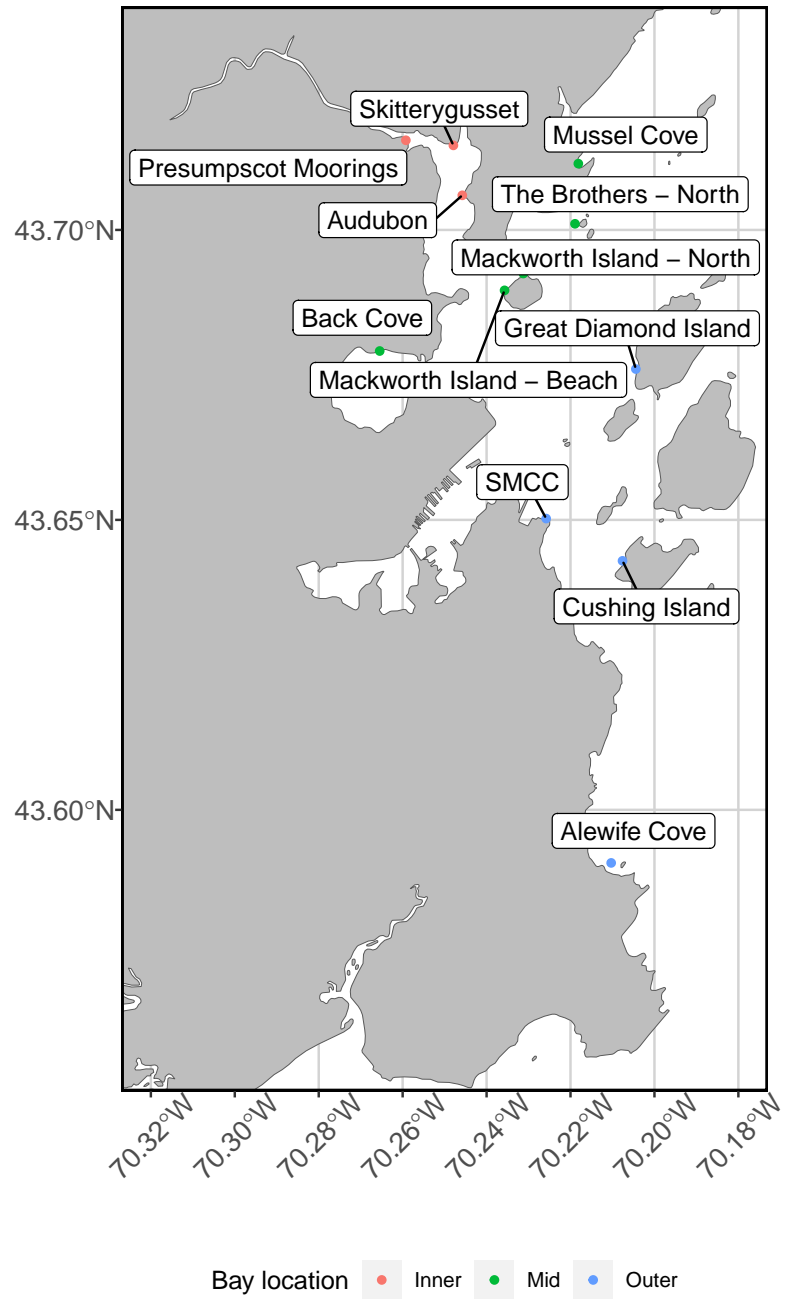 Skitterygusset
Mussel Cove
Presumpscot Moorings
The Brothers – North
Audubon
43.70°N
Mackworth Island – North
Back Cove
Great Diamond Island
Mackworth Island – Beach
SMCC
43.65°N
Cushing Island
43.60°N
Alewife Cove
70.32°W 70.30°W 70.28°W 70.26°W 70.24°W 70.22°W 70.20°W 70.18°W
Bay location Inner Mid Outer